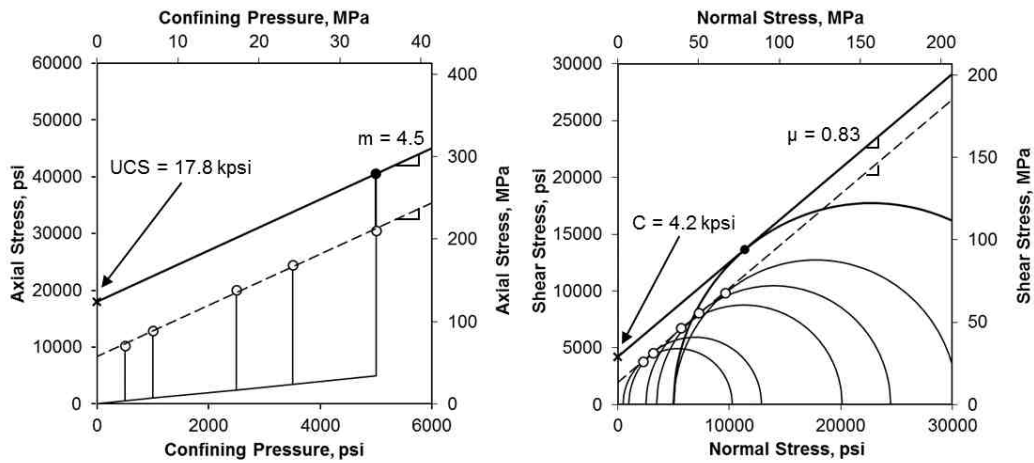 Confining Pressure, MPa
0 10 20 30 40
60000
50000
40000
30000
20000
10000
0
Axial Stress, psi
m = 4.5
UCS = 17.8 kpsi
400
300
200
100
0
Axial Stress, MPa
0 2000 4000 6000
Confining Pressure, psi
Normal Stress, MPa
0 50 100 150 200
30000
25000
20000
15000
10000
5000
0
Shear Stress, psi
μ = 0.83
C = 4.2 kpsi
200
150
100
50
0
Shear Stress, MPa
0 10000 20000 30000
Normal Stress, psi